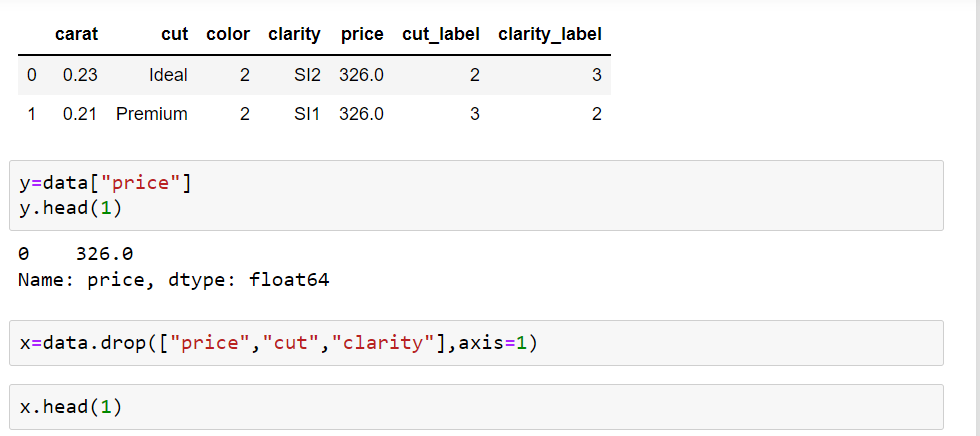 carat cut color clarity price cut_label clarity_label
0 0.23 Ideal 2 SI2 326.0 2 3
1 0.21 Premium 2 SI1 326.0 3 2
y=data["price"]
y.head(1)
0    326.0
Name: price, dtype: float64
x=data.drop(["price","cut","clarity"],axis=1)
x.head(1)